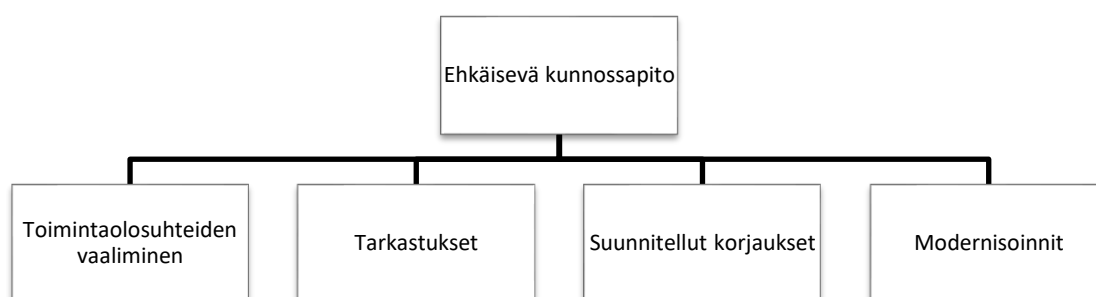 Ehkäisevä kunnossapito
Toimintaolosuhteiden
vaaliminen
Tarkastukset
Suunnitellut korjaukset
Modernisoinnit